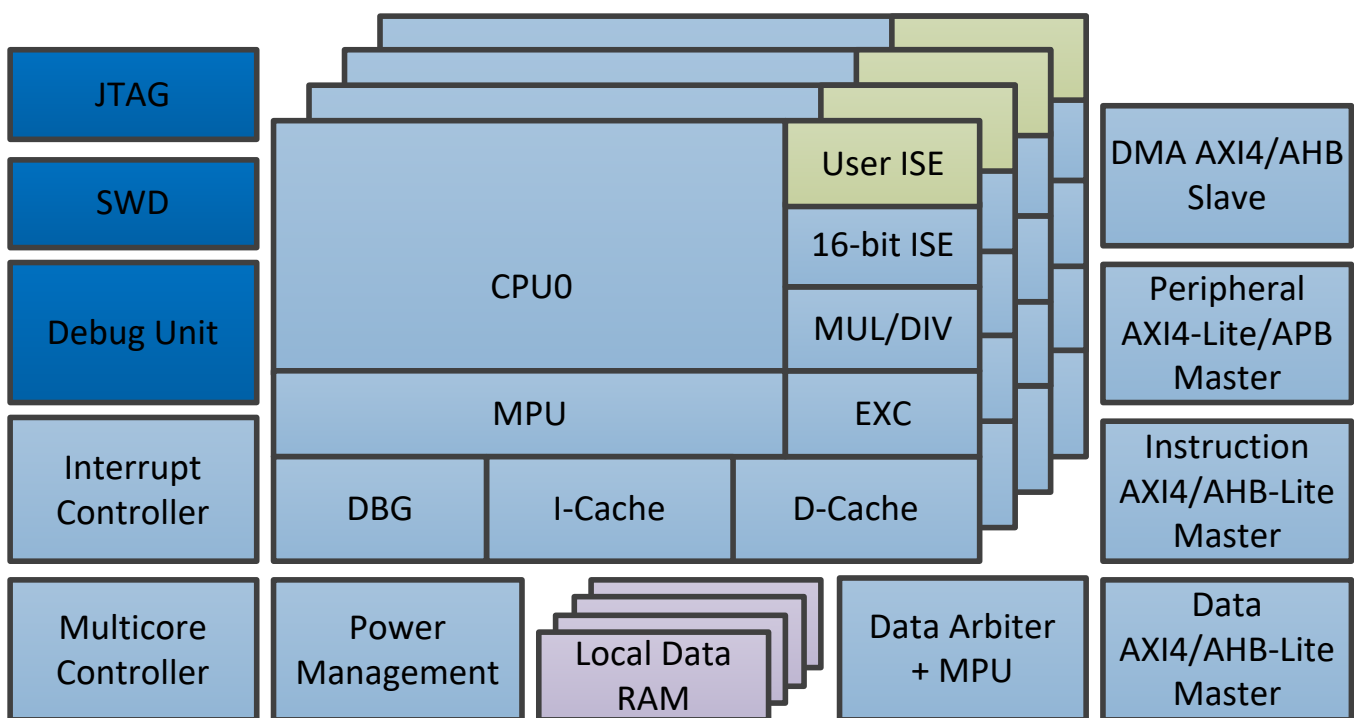 JTAG
SWD
Debug Unit
Interrupt
Controller
Multicore
Controller
CPU0
User ISE
16-bit ISE
MUL/DIV
MPU
EXC
DBG
I-Cache
D-Cache
Power
Management
Local Data
RAM
Data Arbiter
+ MPU
DMA AXI4/AHB
Slave
Peripheral
AXI4-Lite/APB
Master
Instruction
AXI4/AHB-Lite
Master
Data
AXI4/AHB-Lite
Master